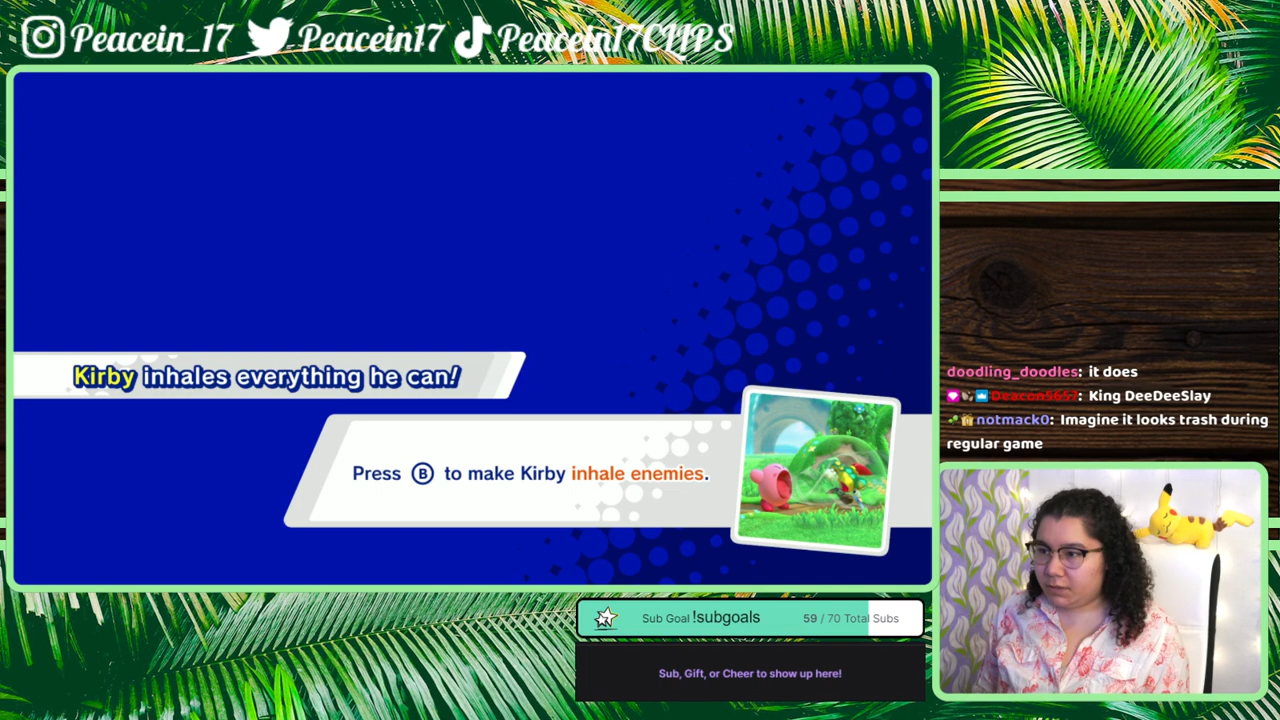 Peacein_17 Peacein17 Peacein17ClIPS
Kirby inhales everything he can!
Press B to make Kirby inhale enemies.
doodling_doodles: it does
Deacon5657: King DeeDeeSlay
notmack0: Imagine it looks trash during
regular game
Sub Goal !subgoals 59 / 70 Total Subs
Sub, Gift, or Cheer to show up here!